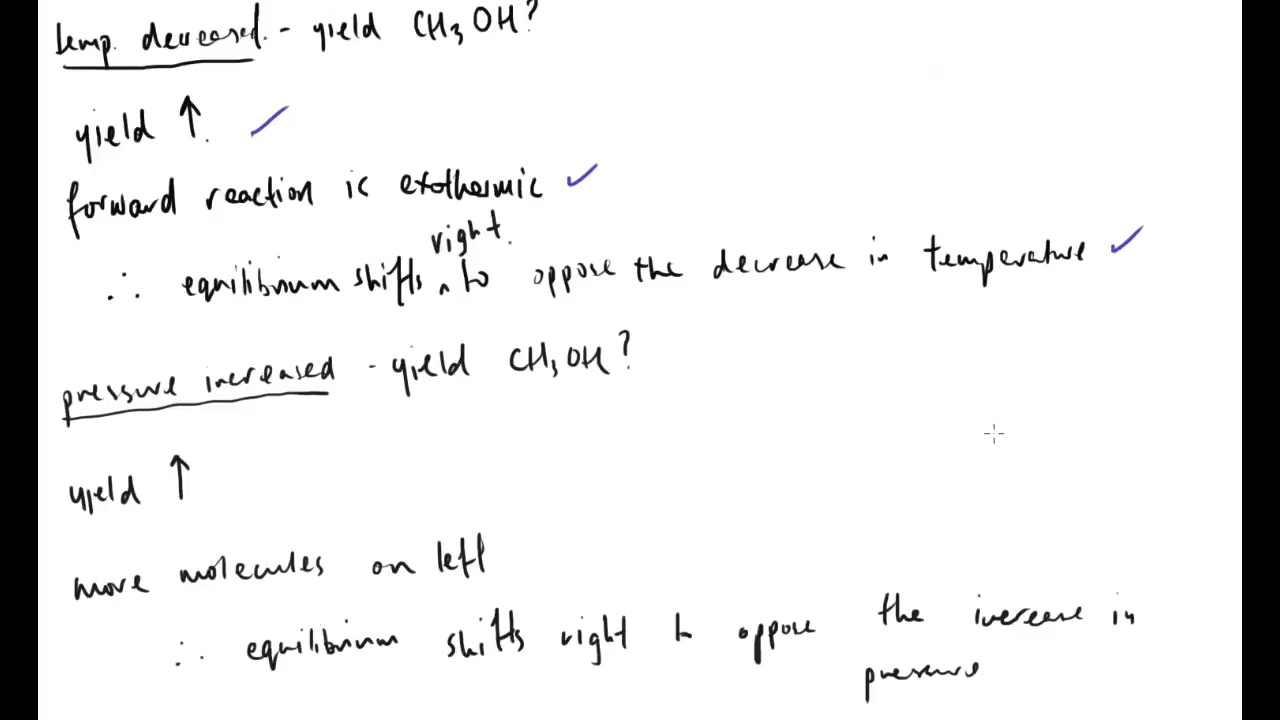 temp. decreased. - yield CH3OH?
yield ↑ ✓
forward reaction is exothermic ✓
∴ equilibrium shifts right to oppose the decrease in temperature ✓
pressure increased - yield CH3OH?
yield ↑
more molecules on left
∴ equilibrium shifts right to oppose the increase in
pressure